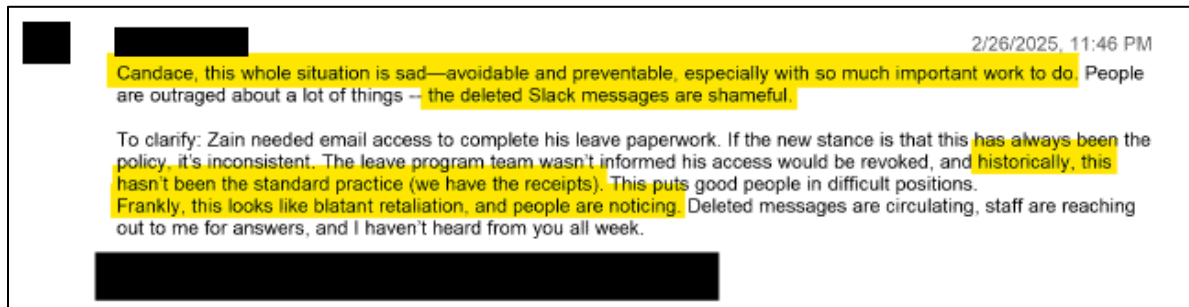 2/26/2025, 11:46 PM
Candace, this whole situation is sad—avoidable and preventable, especially with so much important work to do. People
are outraged about a lot of things -- the deleted Slack messages are shameful.
To clarify: Zain needed email access to complete his leave paperwork. If the new stance is that this has always been the
policy, it's inconsistent. The leave program team wasn't informed his access would be revoked, and historically, this
hasn't been the standard practice (we have the receipts). This puts good people in difficult positions.
Frankly, this looks like blatant retaliation, and people are noticing. Deleted messages are circulating, staff are reaching
out to me for answers, and I haven't heard from you all week.